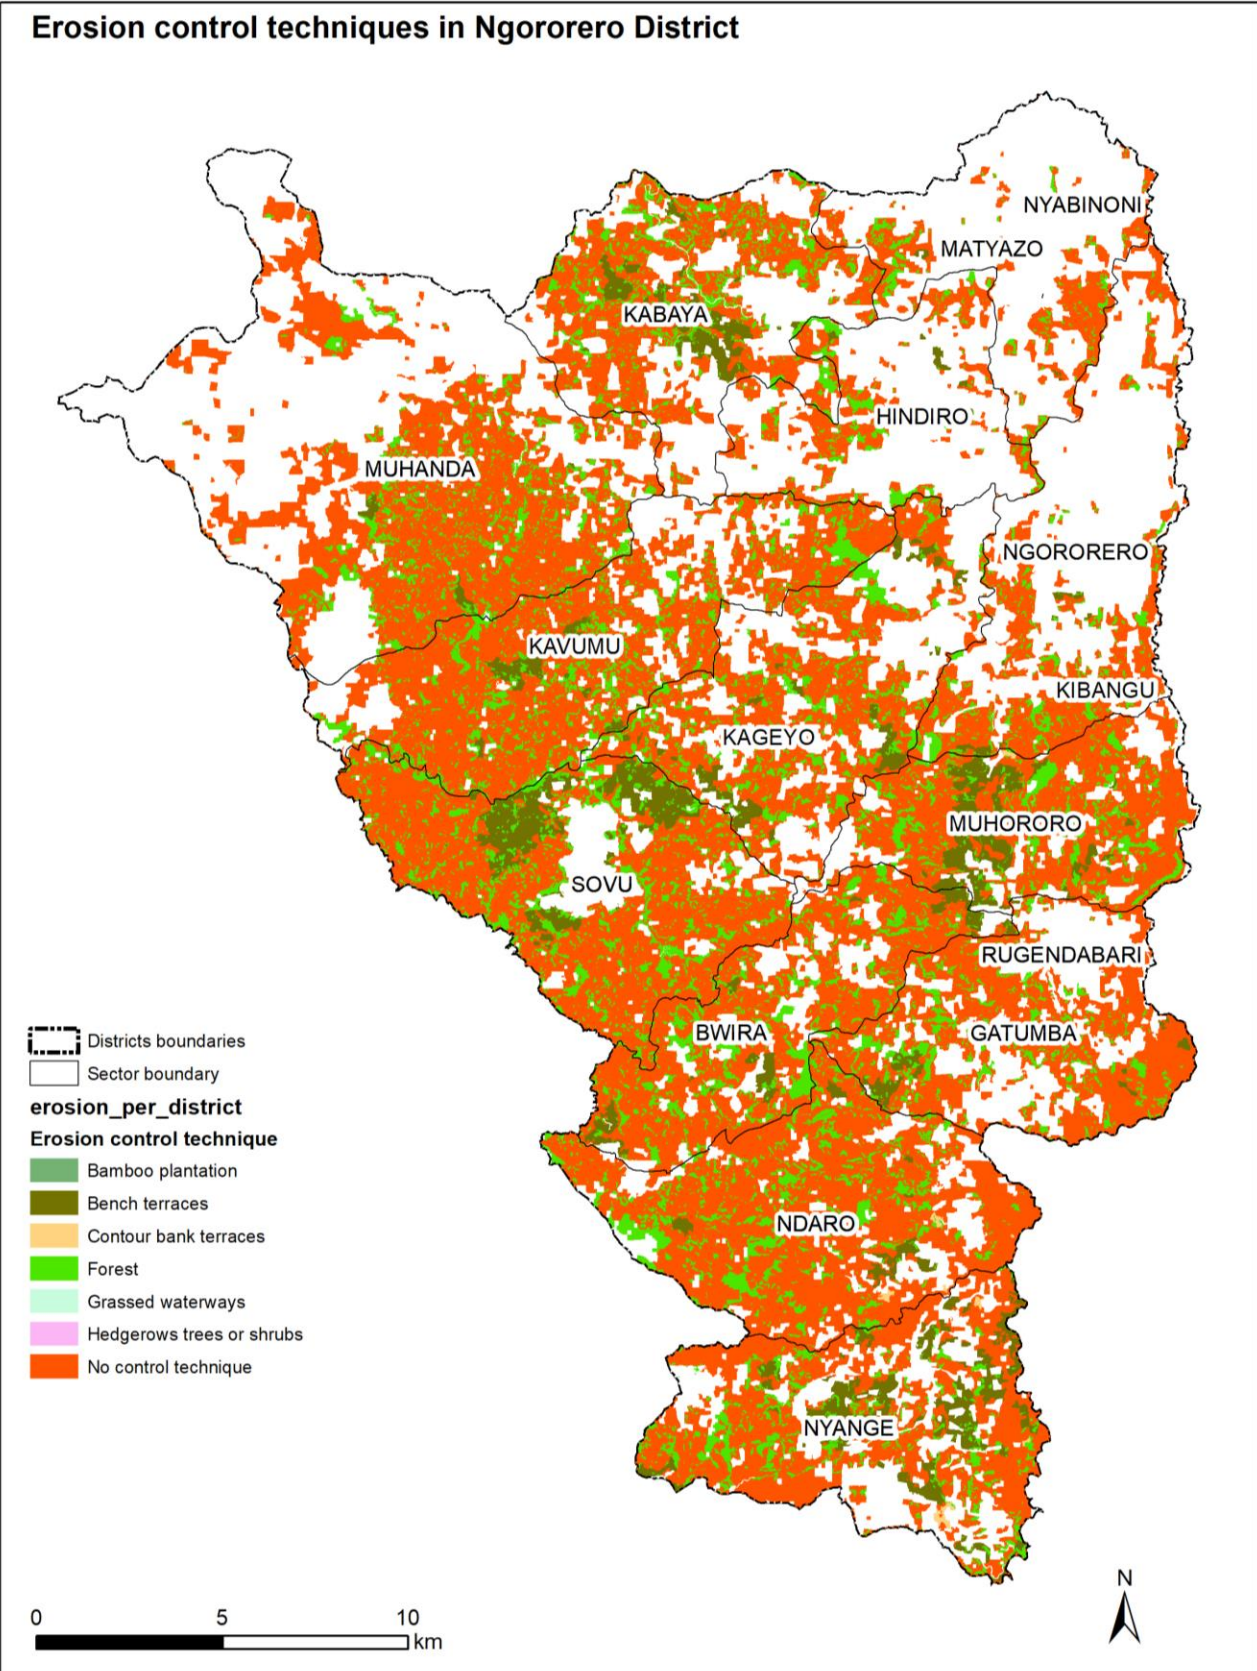 Erosion control techniques in Ngororero District
NYABINONI
MATYAZO
KABAYA
HINDIRO
MUHANDA
NGORORERO
KAVUMU
KIBANGU
KAGEYO
MUHORORO
SOVU
RUGENDABARI
BWIRA
GATUMBA
NDARO
NYANGE
Districts boundaries
Sector boundary
erosion_per_district
Erosion control technique
Bamboo plantation
Bench terraces
Contour bank terraces
Forest
Grassed waterways
Hedgerows trees or shrubs
No control technique
0 5 10
km
N